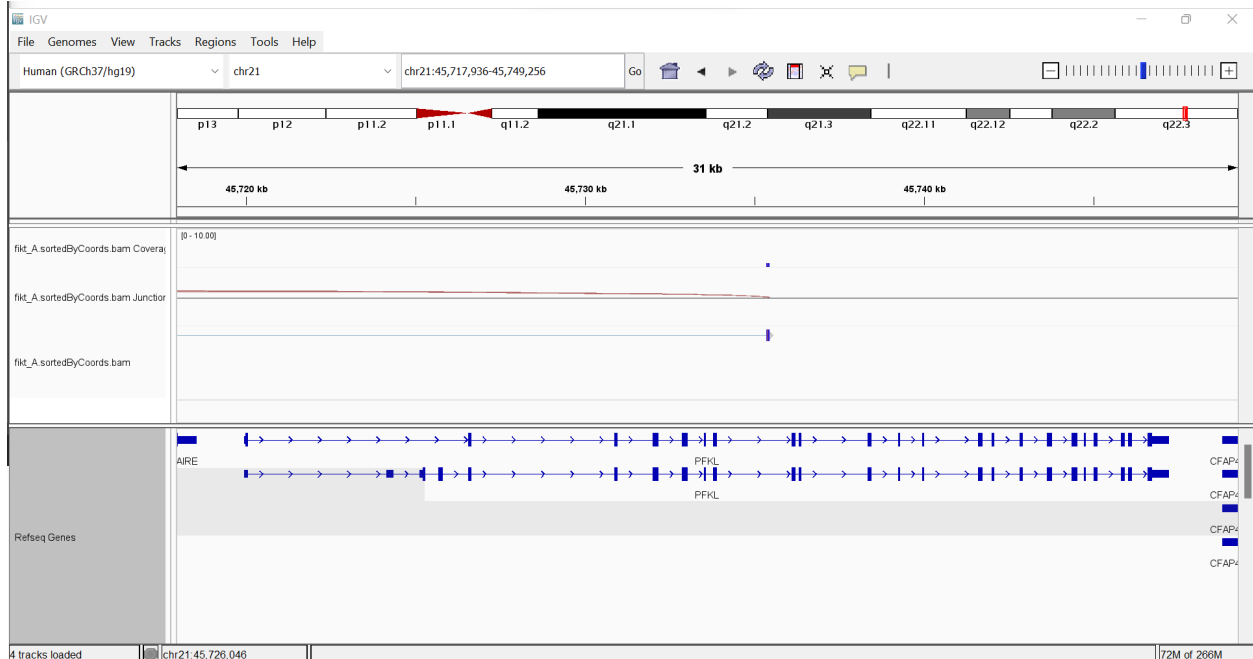 IGV
File Genomes View Tracks Regions Tools Help
Human (GRCh37/hg19) chr21 chr21:45,717,936-45,749,256 Go
p13 p12 p11.2 p11.1 q11.2 q21.1 q21.2 q21.3 q22.11 q22.12 q22.2 q22.3
31 kb
45,720 kb 45,730 kb 45,740 kb
[0 - 10.00]
fikt_A.sortedByCoords.bam Coverag
fikt_A.sortedByCoords.bam Junction
fikt_A.sortedByCoords.bam
AIRE PFKL CFAP4
PFKL CFAP4
CFAP4
Refseq Genes
CFAP4
4 tracks loaded chr21:45,726,046 72M of 266M